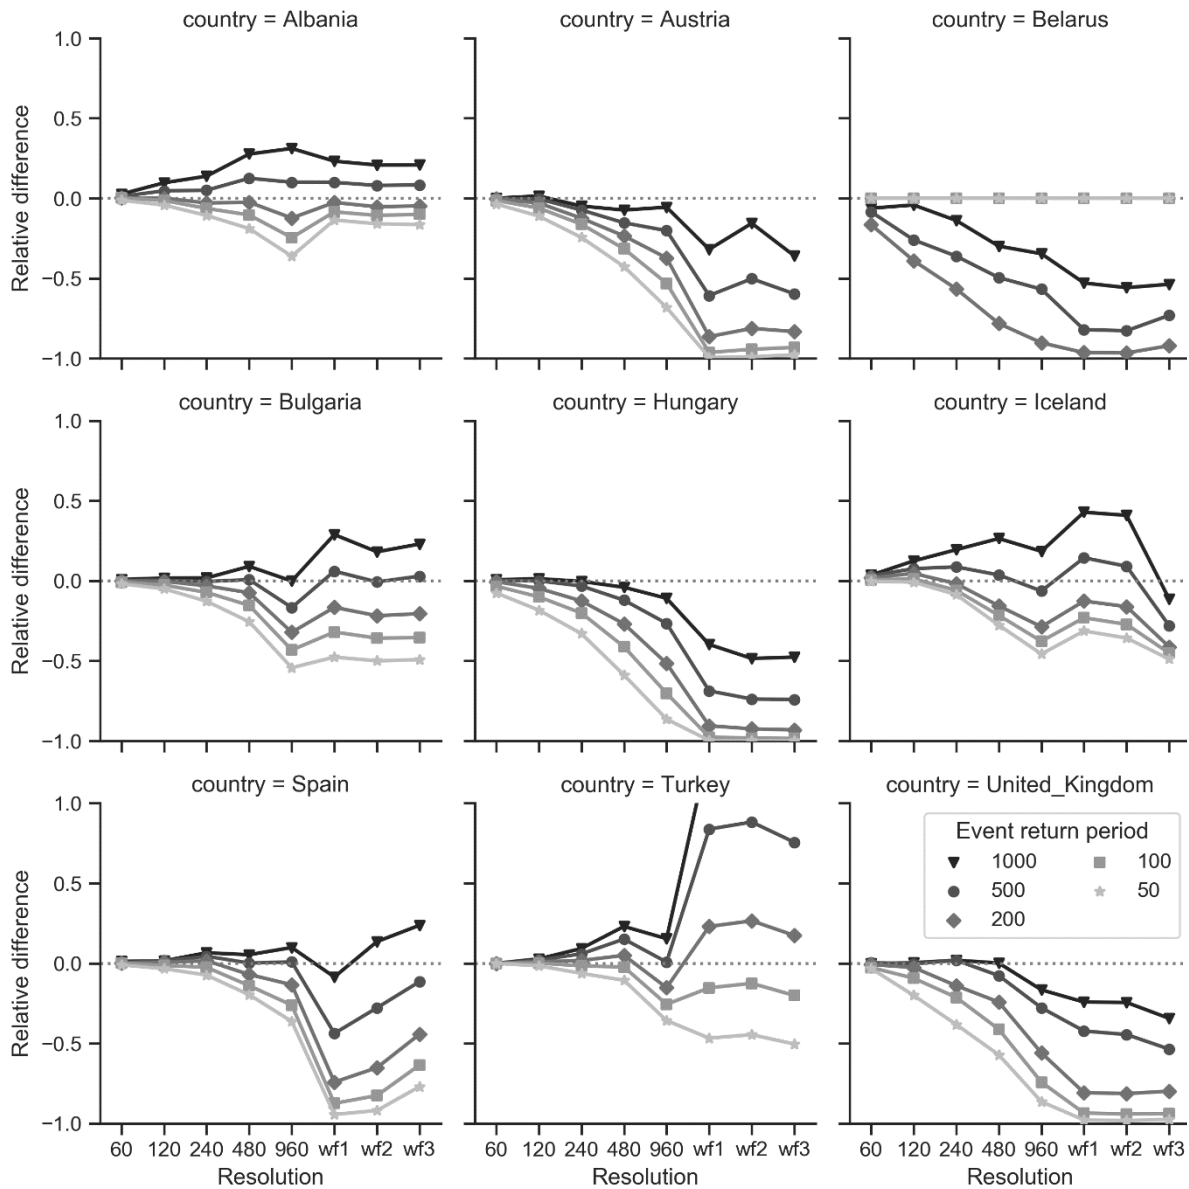 country = Albania
country = Austria
country = Belarus
1.0
0.5
0.0
−0.5
−1.0
Relative difference
country = Bulgaria
country = Hungary
country = Iceland
1.0
0.5
0.0
−0.5
−1.0
Relative difference
country = Spain
country = Turkey
country = United_Kingdom
1.0
0.5
0.0
−0.5
−1.0
Relative difference
Event return period
1000
500
200
100
50
60 120 240 480 960 wf1 wf2 wf3
Resolution
60 120 240 480 960 wf1 wf2 wf3
Resolution
60 120 240 480 960 wf1 wf2 wf3
Resolution